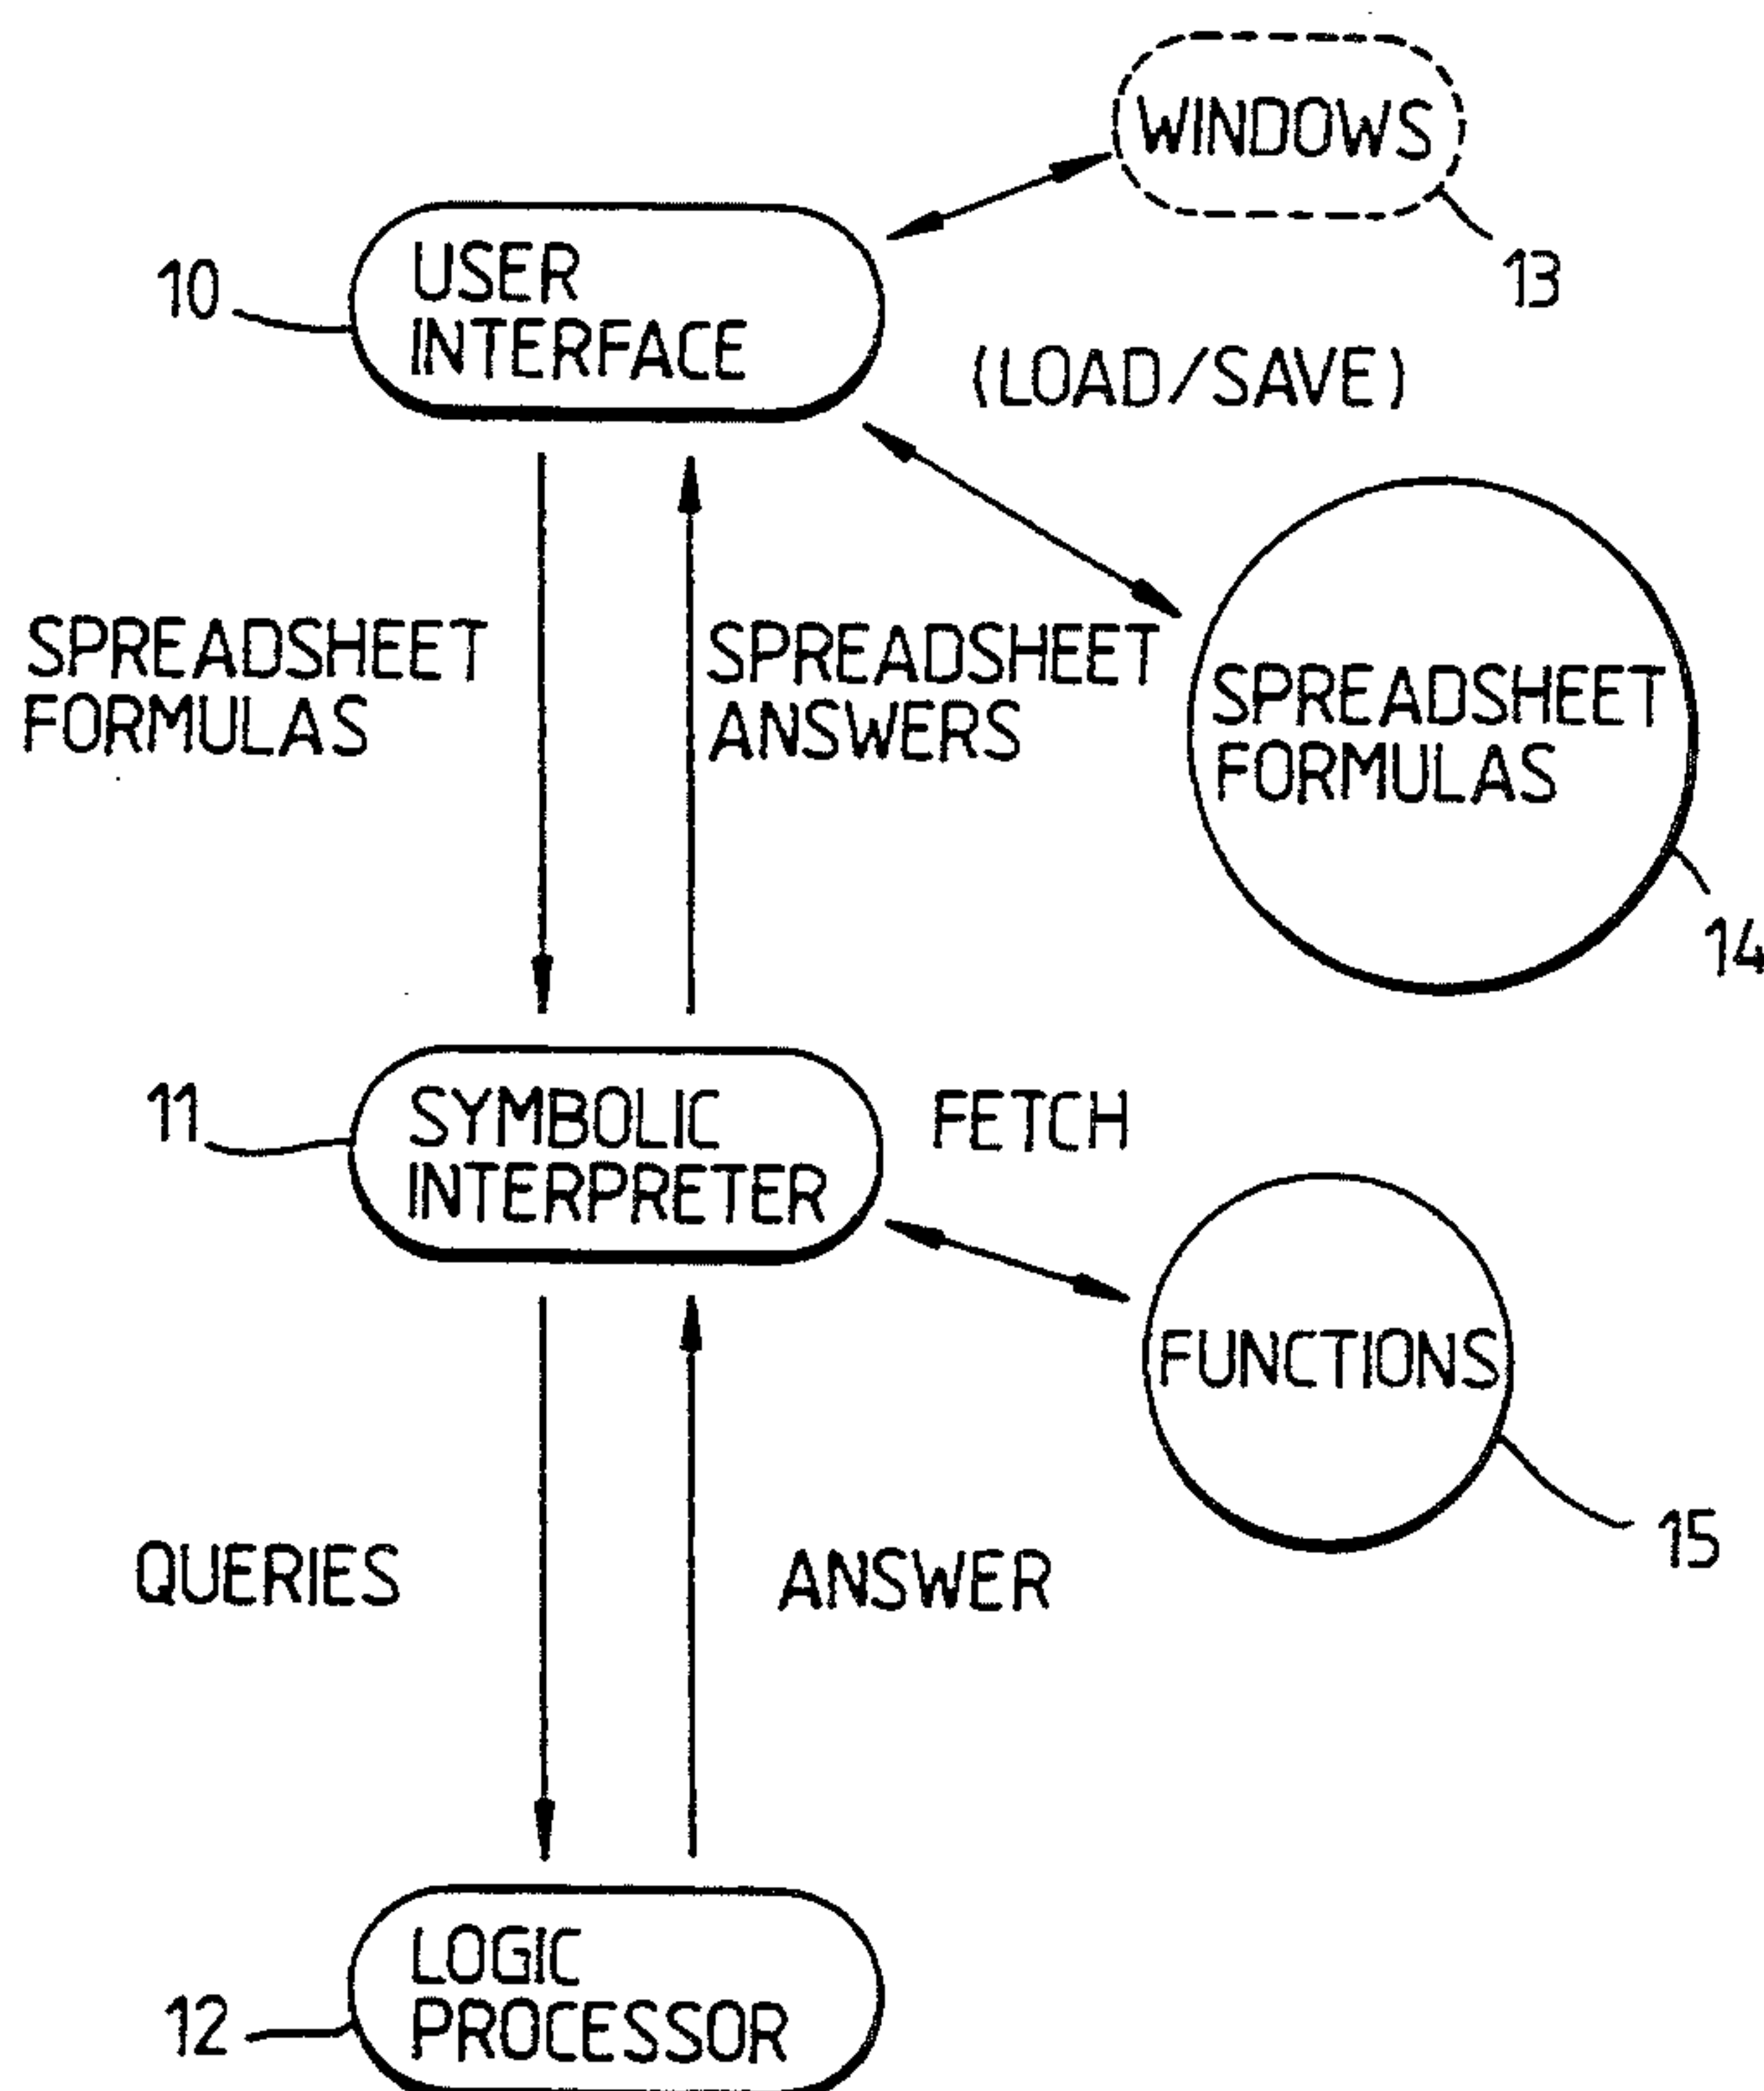 WINDOWS
13
10
USER
INTERFACE
(LOAD/SAVE)
SPREADSHEET
FORMULAS
SPREADSHEET
ANSWERS
SPREADSHEET
FORMULAS
14
11
SYMBOLIC
INTERPRETER
FETCH
FUNCTIONS
15
QUERIES
ANSWER
12
LOGIC
PROCESSOR